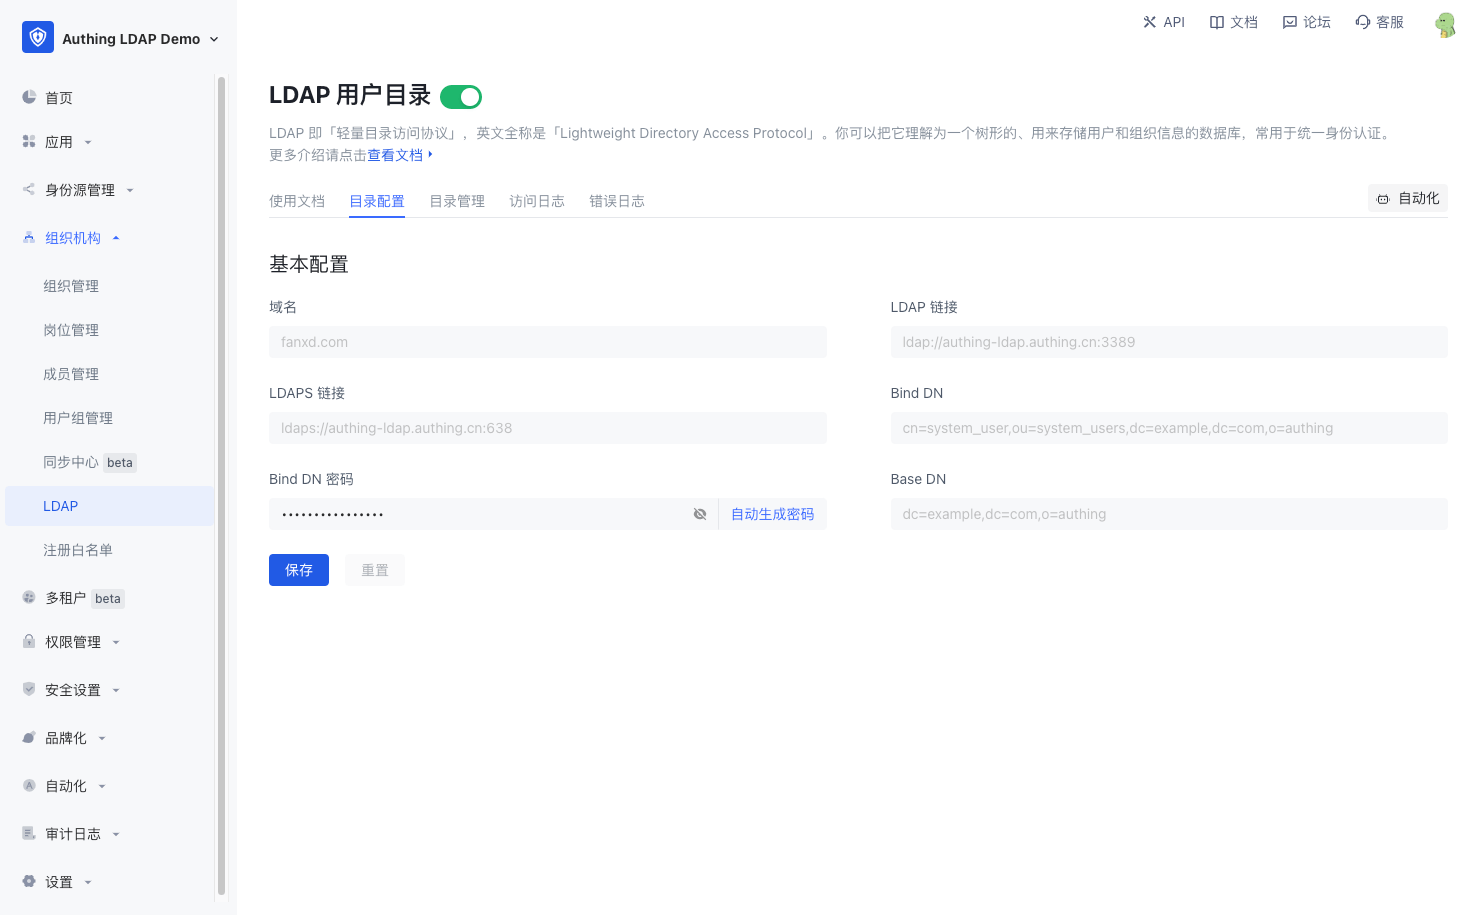 Authing LDAP Demo
API
文档
论坛
客服
首页
应用
身份源管理
组织机构
组织管理
岗位管理
成员管理
用户组管理
同步中心 beta
LDAP
注册白名单
多租户 beta
权限管理
安全设置
品牌化
自动化
审计日志
设置
LDAP 用户目录
LDAP 即「轻量目录访问协议」，英文全称是「Lightweight Directory Access Protocol」。你可以把它理解为一个树形的、用来存储用户和组织信息的数据库，常用于统一身份认证。
更多介绍请点击查看文档
使用文档
目录配置
目录管理
访问日志
错误日志
自动化
基本配置
域名
fanxd.com
LDAP 链接
ldap://authing-ldap.authing.cn:3389
LDAPS 链接
ldaps://authing-ldap.authing.cn:638
Bind DN
cn=system_user,ou=system_users,dc=example,dc=com,o=authing
Bind DN 密码
••••••••••••••••
自动生成密码
Base DN
dc=example,dc=com,o=authing
保存
重置